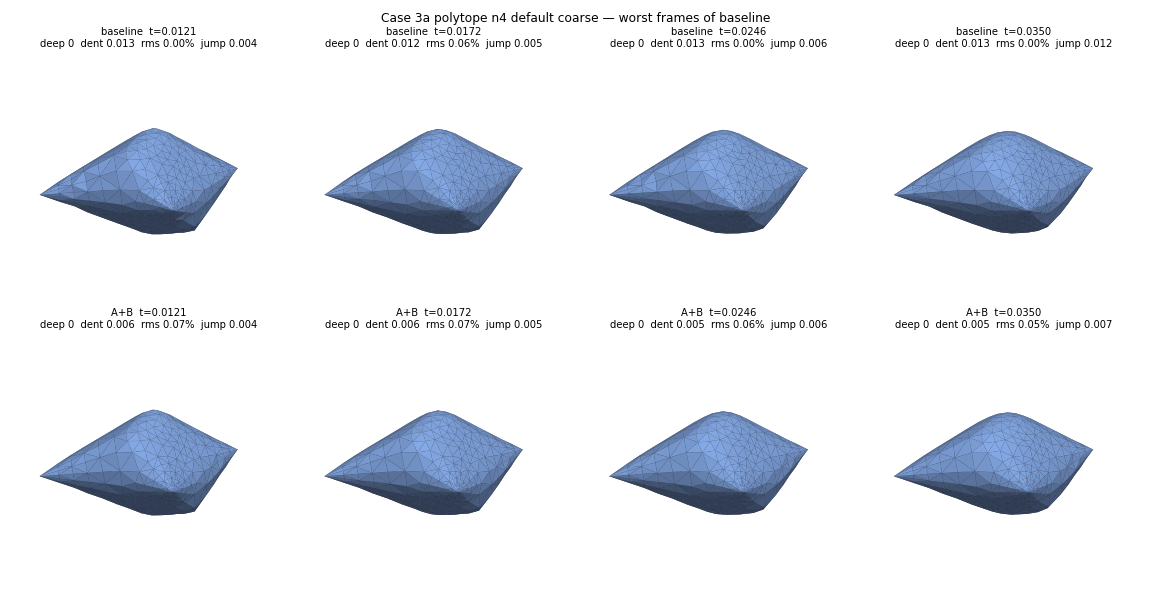 Case 3a polytope n4 default coarse — worst frames of baseline
baseline  t=0.0121
deep 0  dent 0.013  rms 0.00%  jump 0.004
baseline  t=0.0172
deep 0  dent 0.012  rms 0.06%  jump 0.005
baseline  t=0.0246
deep 0  dent 0.013  rms 0.00%  jump 0.006
baseline  t=0.0350
deep 0  dent 0.013  rms 0.00%  jump 0.012
A+B  t=0.0121
deep 0  dent 0.006  rms 0.07%  jump 0.004
A+B  t=0.0172
deep 0  dent 0.006  rms 0.07%  jump 0.005
A+B  t=0.0246
deep 0  dent 0.005  rms 0.06%  jump 0.006
A+B  t=0.0350
deep 0  dent 0.005  rms 0.05%  jump 0.007